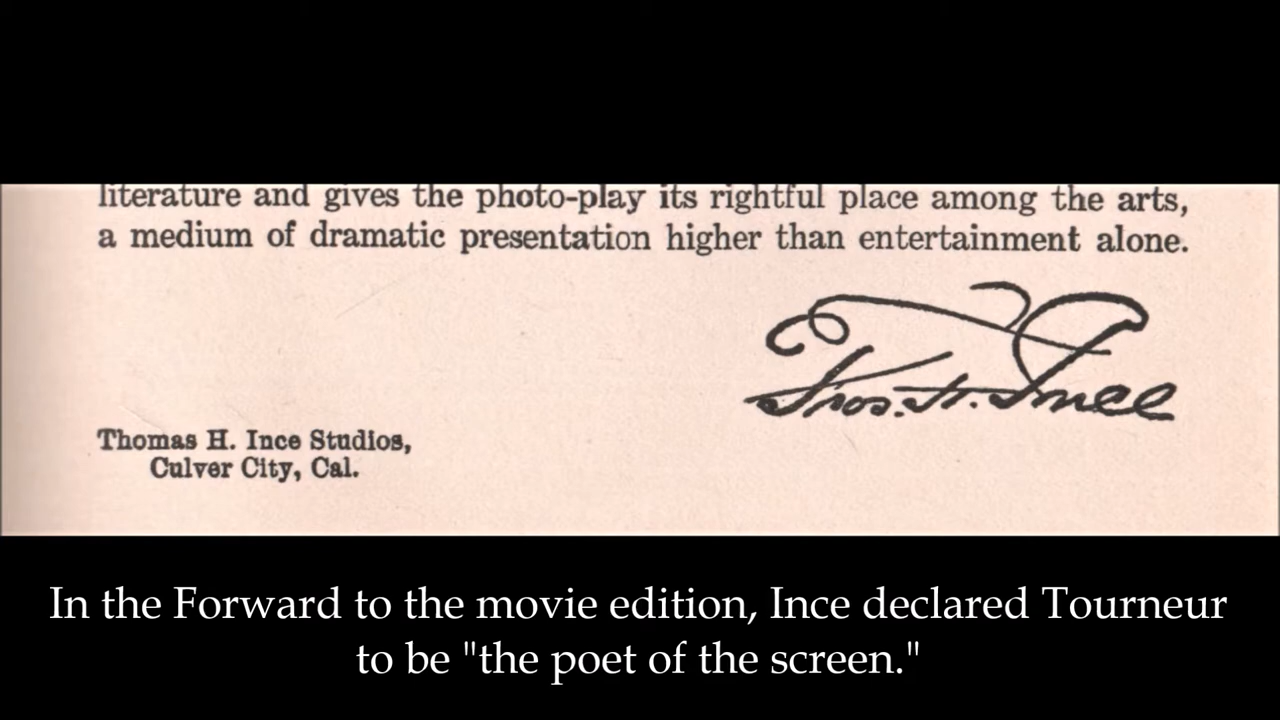 literature and gives the photo-play its rightful place among the arts,
a medium of dramatic presentation higher than entertainment alone.
Thos. H. Ince
Thomas H. Ince Studios,
Culver City, Cal.
In the Forward to the movie edition, Ince declared Tourneur
to be "the poet of the screen."